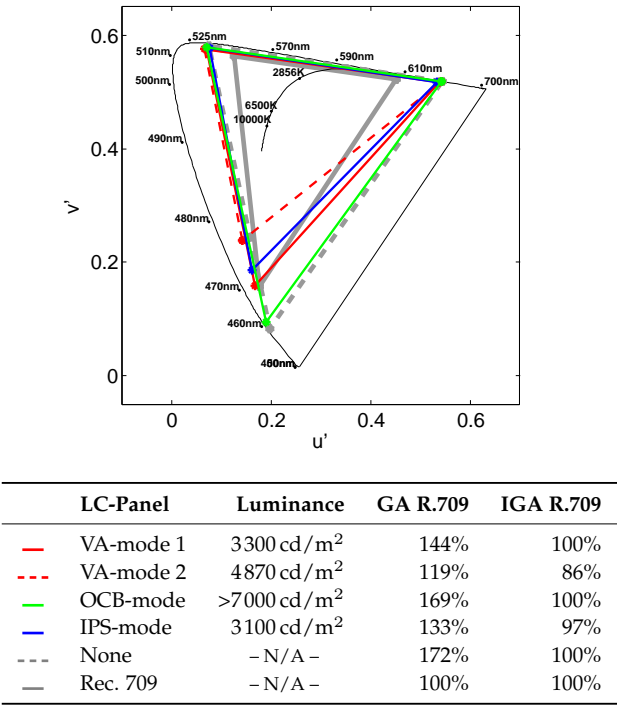 0.6
525nm
570nm
510nm
590nm
610nm
2856K
500nm
700nm
6500K
10000K
0.4
490nm
v'
480nm
0.2
470nm
460nm
0
0
0.2
0.4
0.6
u'
LC-Panel Luminance GA R.709 IGA R.709
VA-mode 1 3300 cd/m² 144% 100%
VA-mode 2 4870 cd/m² 119% 86%
OCB-mode >7000 cd/m² 169% 100%
IPS-mode 3100 cd/m² 133% 97%
None – N/A – 172% 100%
Rec. 709 – N/A – 100% 100%